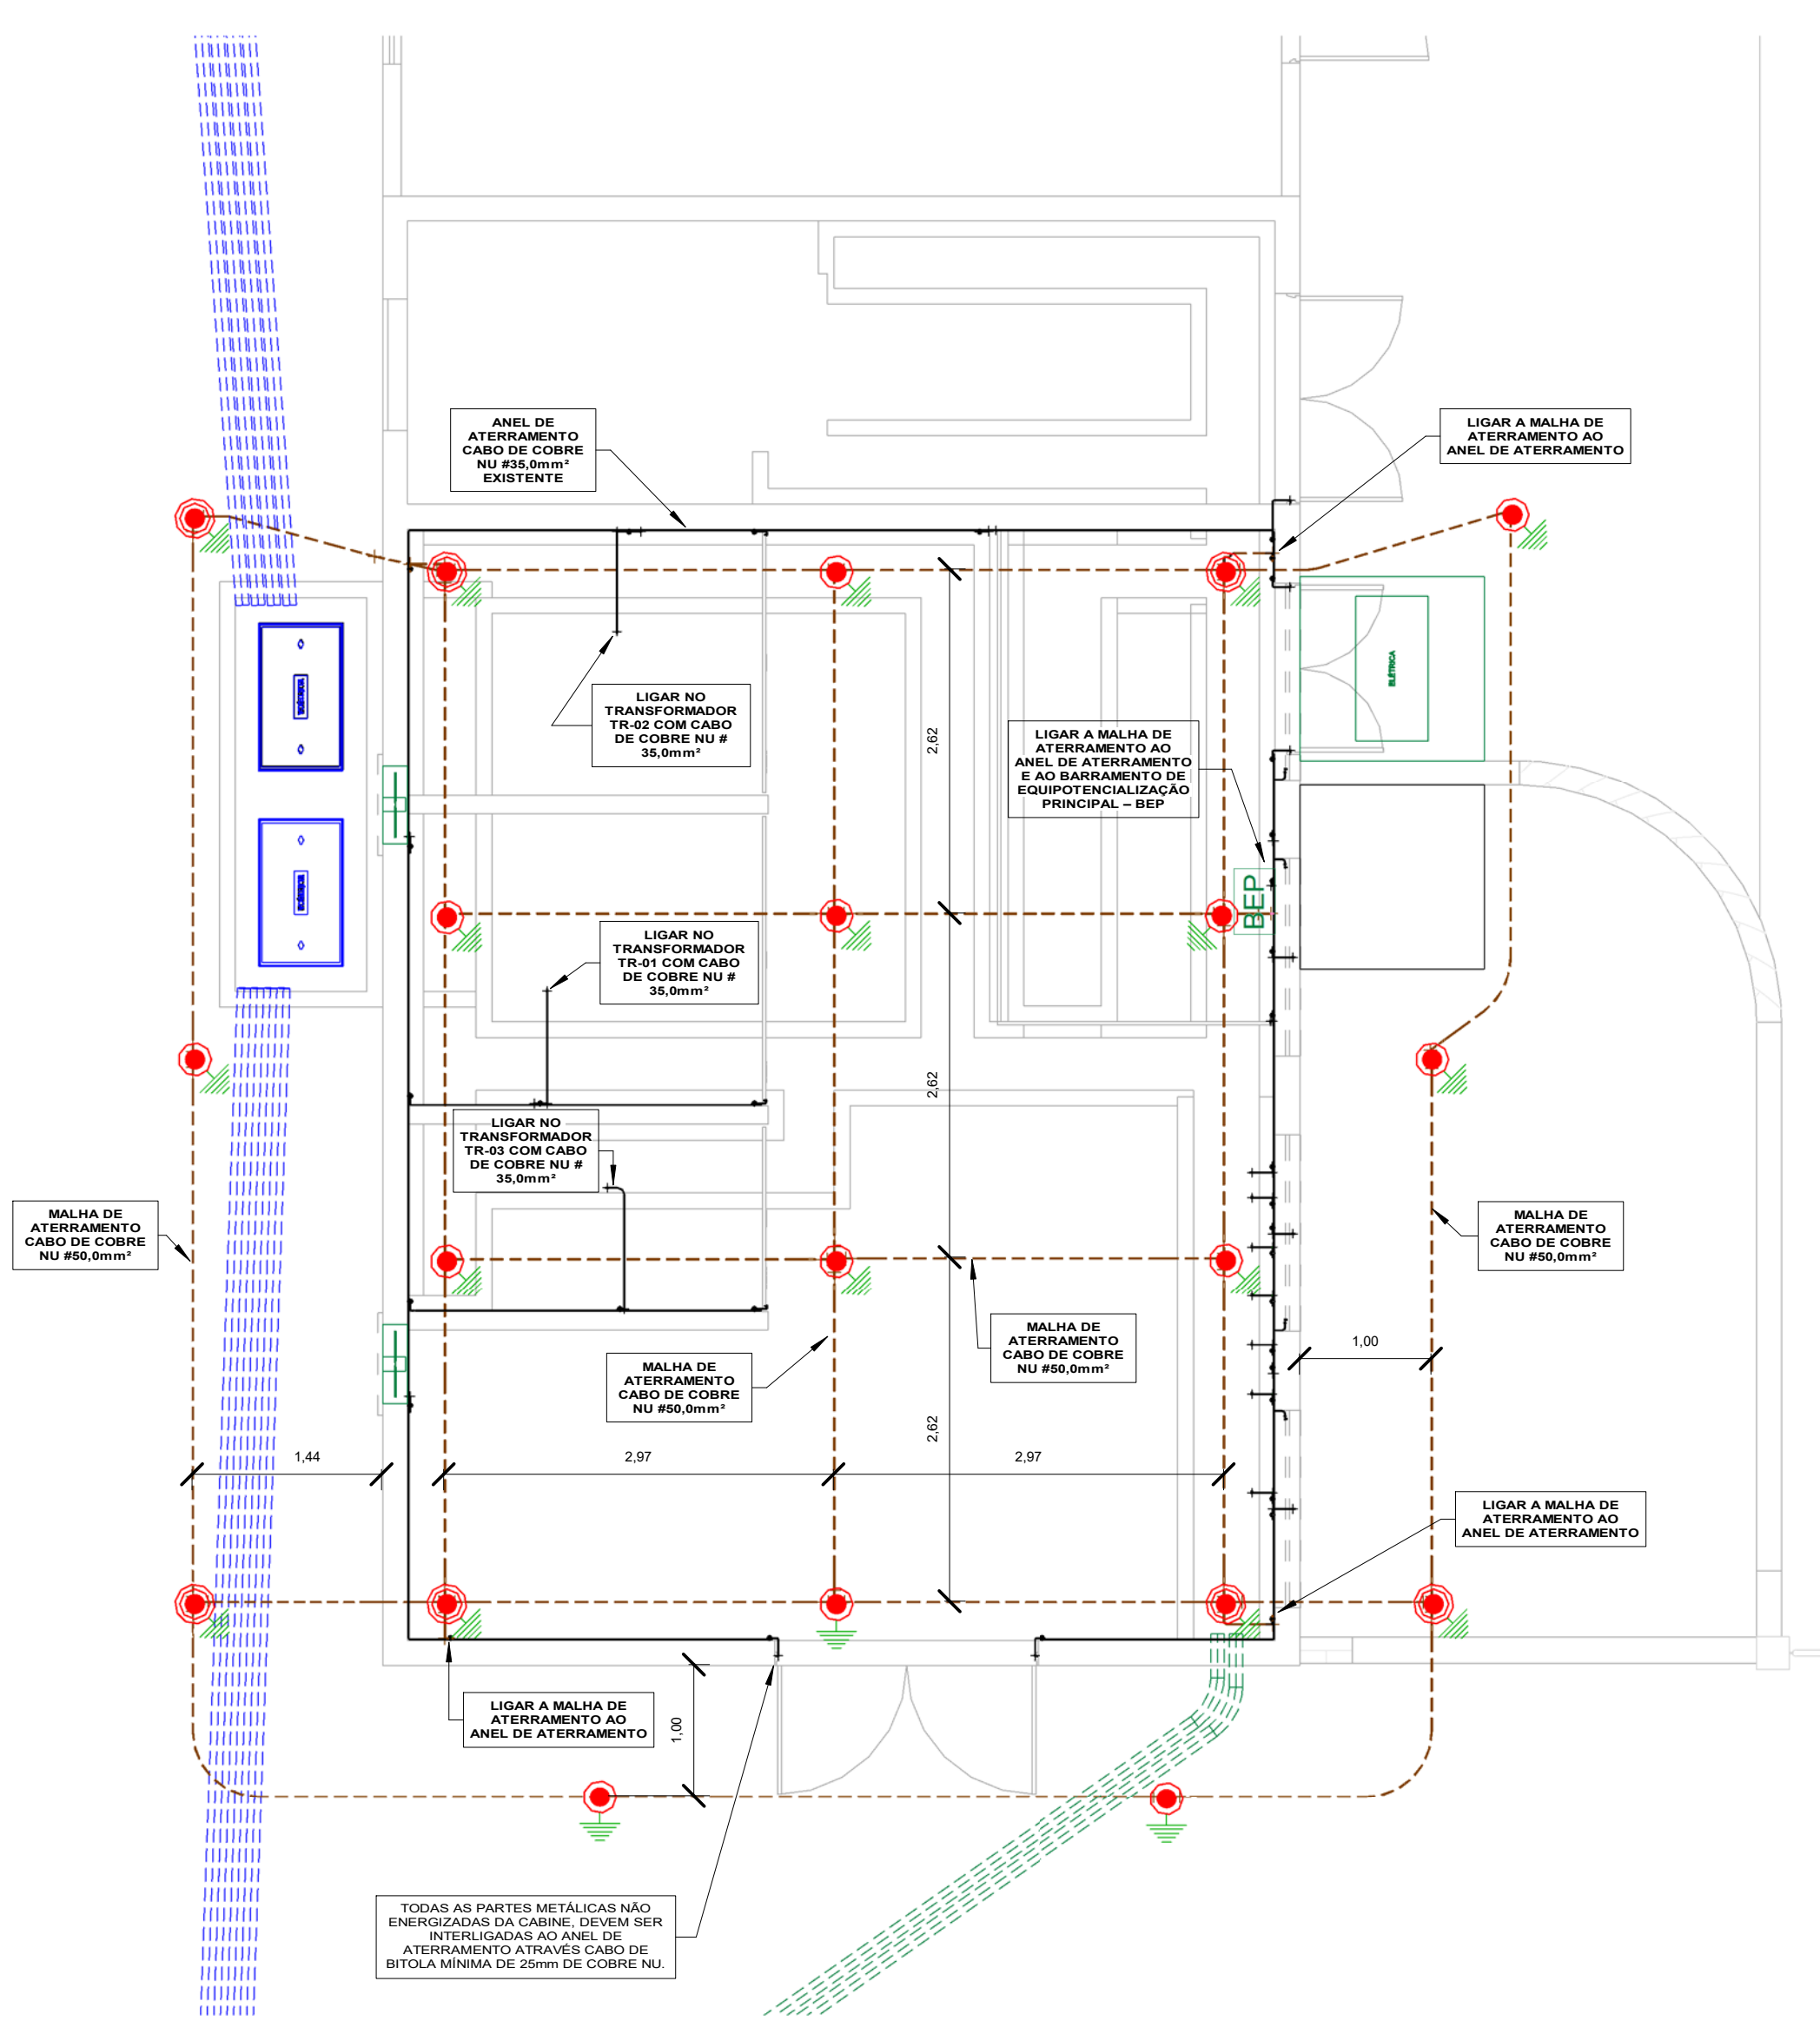 ANEL DE
ATERRAMENTO
CABO DE COBRE
NU #35,0mm²
EXISTENTE
LIGAR A MALHA DE
ATERRAMENTO AO
ANEL DE ATERRAMENTO
LIGAR NO
TRANSFORMADOR
TR-02 COM CABO
DE COBRE NU #
35,0mm²
2,62
LIGAR A MALHA DE
ATERRAMENTO AO
ANEL DE ATERRAMENTO
E AO BARRAMENTO DE
EQUIPOTENCIALIZAÇÃO
PRINCIPAL – BEP
ELÉTRICA
BEP
LIGAR NO
TRANSFORMADOR
TR-01 COM CABO
DE COBRE NU #
35,0mm²
2,62
LIGAR NO
TRANSFORMADOR
TR-03 COM CABO
DE COBRE NU #
35,0mm²
MALHA DE
ATERRAMENTO
CABO DE COBRE
NU #50,0mm²
MALHA DE
ATERRAMENTO
CABO DE COBRE
NU #50,0mm²
MALHA DE
ATERRAMENTO
CABO DE COBRE
NU #50,0mm²
MALHA DE
ATERRAMENTO
CABO DE COBRE
NU #50,0mm²
1,00
2,62
1,44
2,97
2,97
LIGAR A MALHA DE
ATERRAMENTO AO
ANEL DE ATERRAMENTO
LIGAR A MALHA DE
ATERRAMENTO AO
ANEL DE ATERRAMENTO
1,00
TODAS AS PARTES METÁLICAS NÃO
ENERGIZADAS DA CABINE, DEVEM SER
INTERLIGADAS AO ANEL DE
ATERRAMENTO ATRAVÉS CABO DE
BITOLA MÍNIMA DE 25mm DE COBRE NU.